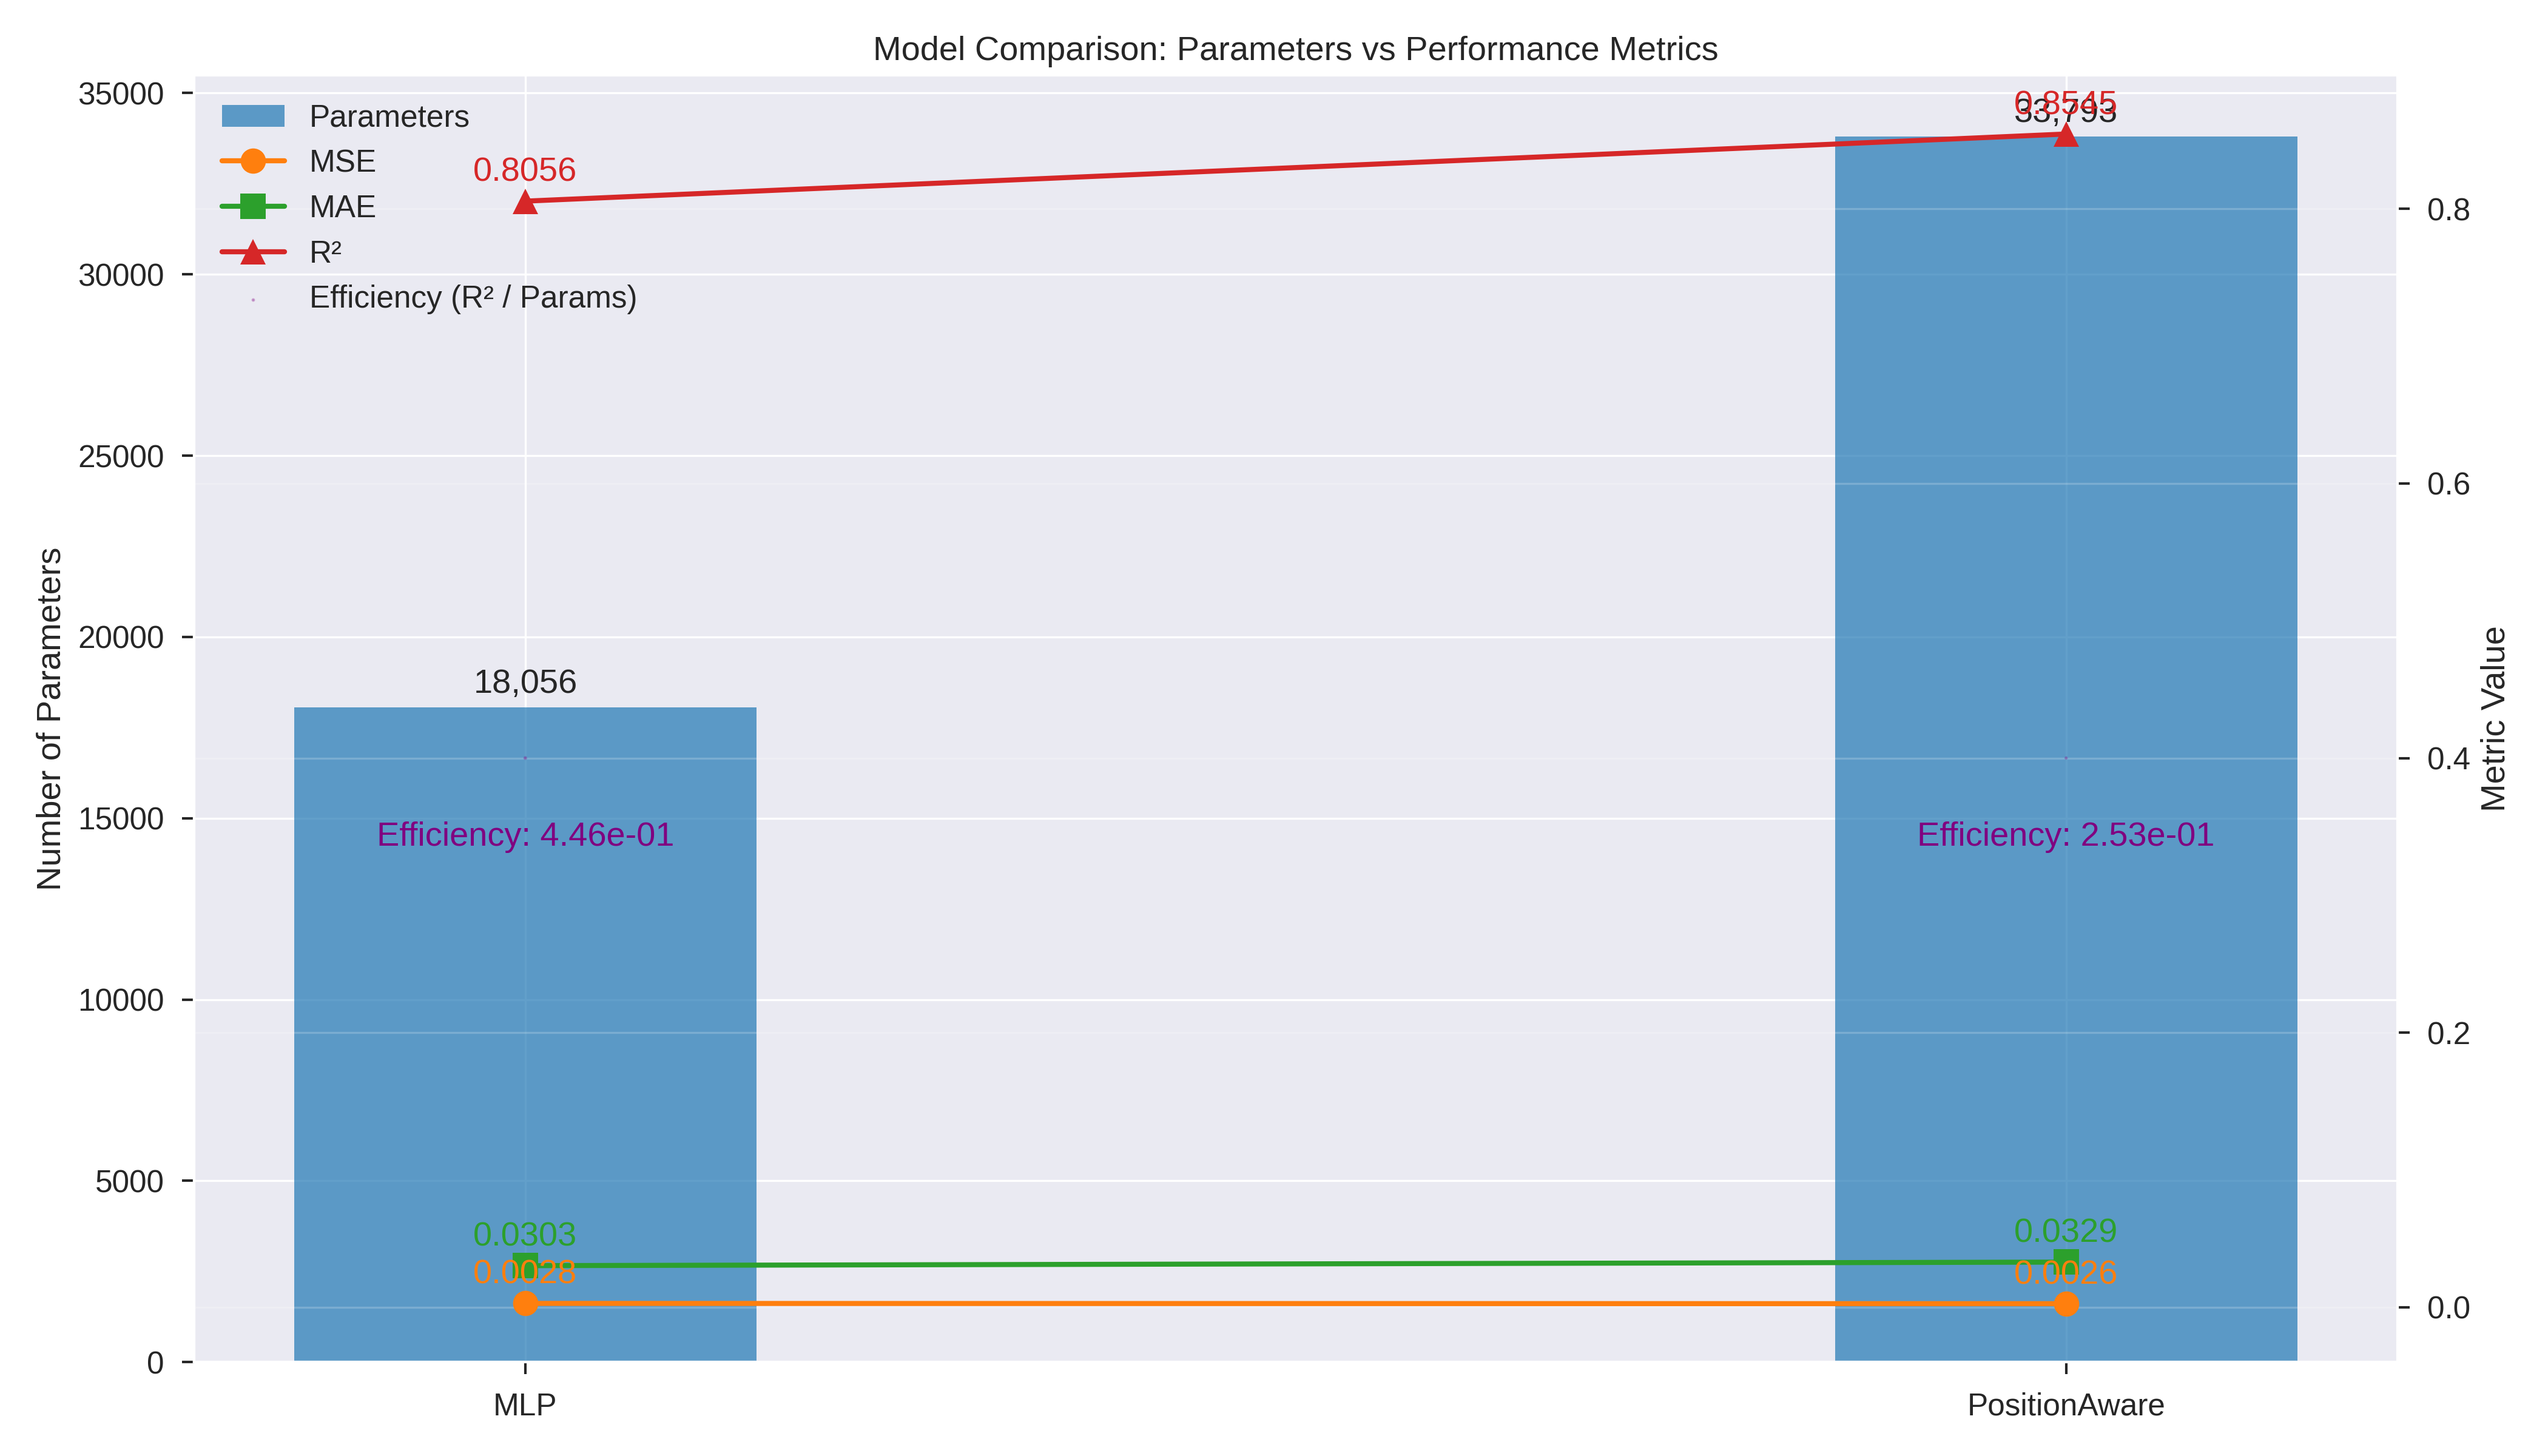 Model Comparison: Parameters vs Performance Metrics
Number of Parameters
35000
30000
25000
20000
15000
10000
5000
0
Parameters
MSE
MAE
R²
Efficiency (R² / Params)
0.8056
0.8545
33,793
18,056
Efficiency: 4.46e-01
Efficiency: 2.53e-01
0.0303
0.0028
0.0329
0.0026
0.8
0.6
0.4
0.2
0.0
Metric Value
MLP
PositionAware